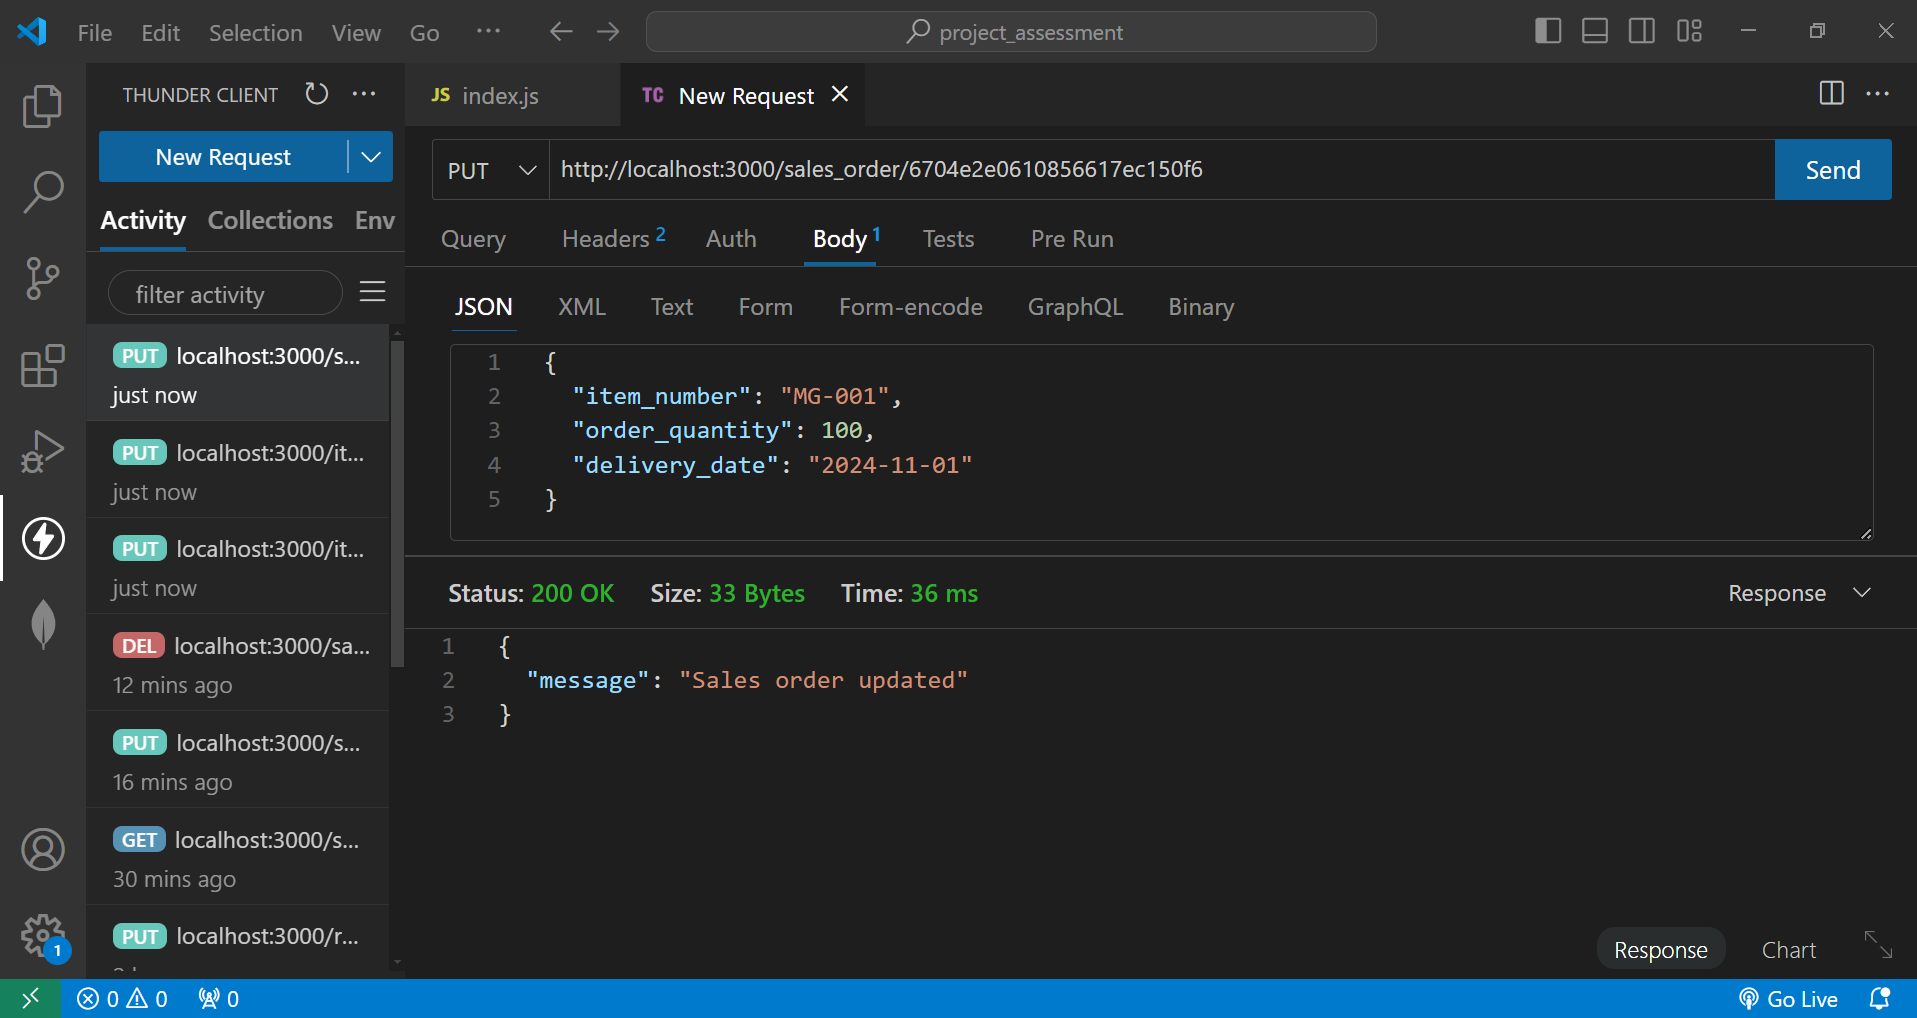 File Edit Selection View Go ··· project_assessment
THUNDER CLIENT ···
New Request
Activity Collections Env
filter activity
PUT localhost:3000/s...
just now
PUT localhost:3000/it...
just now
PUT localhost:3000/it...
just now
DEL localhost:3000/sa...
12 mins ago
PUT localhost:3000/s...
16 mins ago
GET localhost:3000/s...
30 mins ago
PUT localhost:3000/r...
JS index.js TC New Request
PUT http://localhost:3000/sales_order/6704e2e0610856617ec150f6 Send
Query Headers 2 Auth Body 1 Tests Pre Run
JSON XML Text Form Form-encode GraphQL Binary
1 {
2 "item_number": "MG-001",
3 "order_quantity": 100,
4 "delivery_date": "2024-11-01"
5 }
Status: 200 OK Size: 33 Bytes Time: 36 ms Response
1 {
2 "message": "Sales order updated"
3 }
Response Chart
1
0 0 0 Go Live